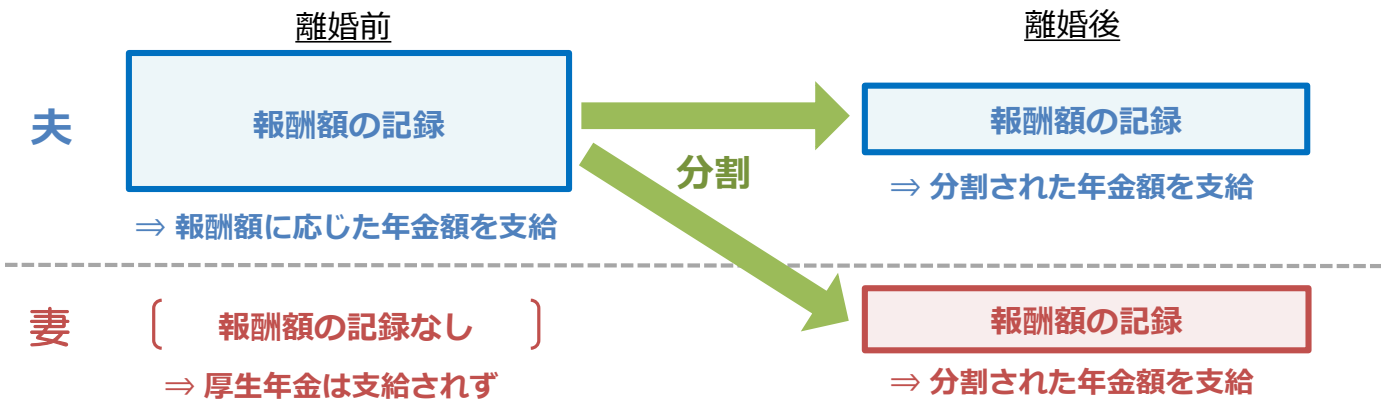 離婚前
離婚後
夫
報酬額の記録
分割
報酬額の記録
⇒ 報酬額に応じた年金額を支給
⇒ 分割された年金額を支給
妻
〔 報酬額の記録なし 〕
報酬額の記録
⇒ 厚生年金は支給されず
⇒ 分割された年金額を支給